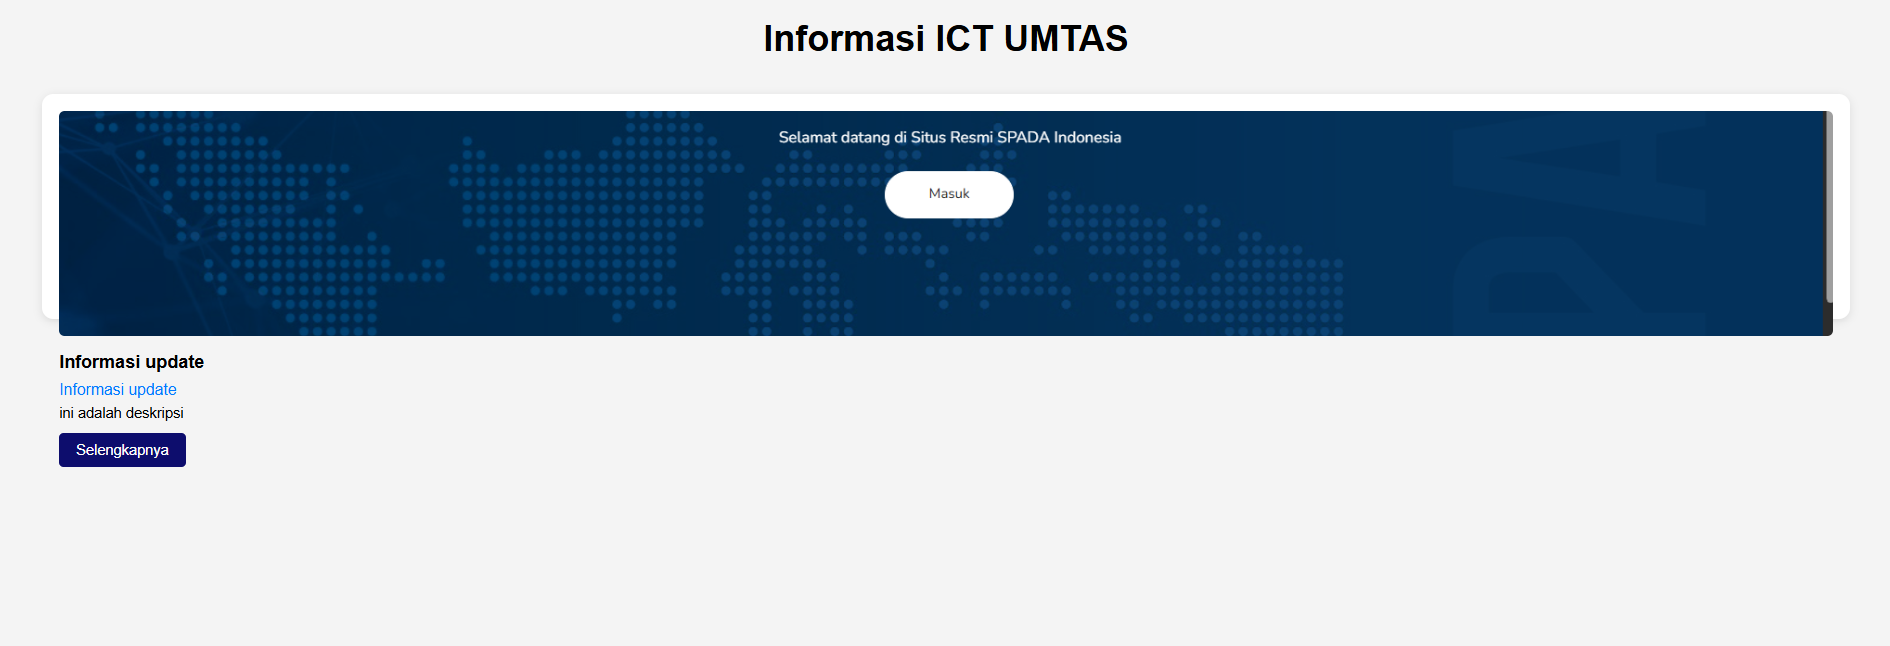 Informasi ICT UMTAS
Selamat datang di Situs Resmi SPADA Indonesia
Masuk
PA
Informasi update
Informasi update
ini adalah deskripsi
Selengkapnya